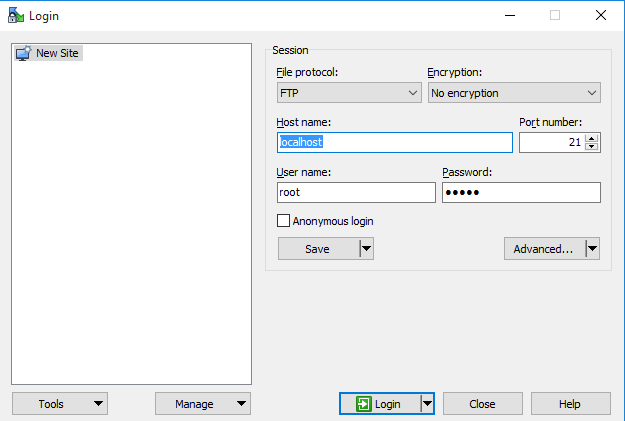 Login
New Site
Session
File protocol:
Encryption:
FTP
No encryption
Host name:
Port number:
localhost
21
User name:
Password:
root
●●●●●
Anonymous login
Save
Advanced...
Tools
Manage
Login
Close
Help